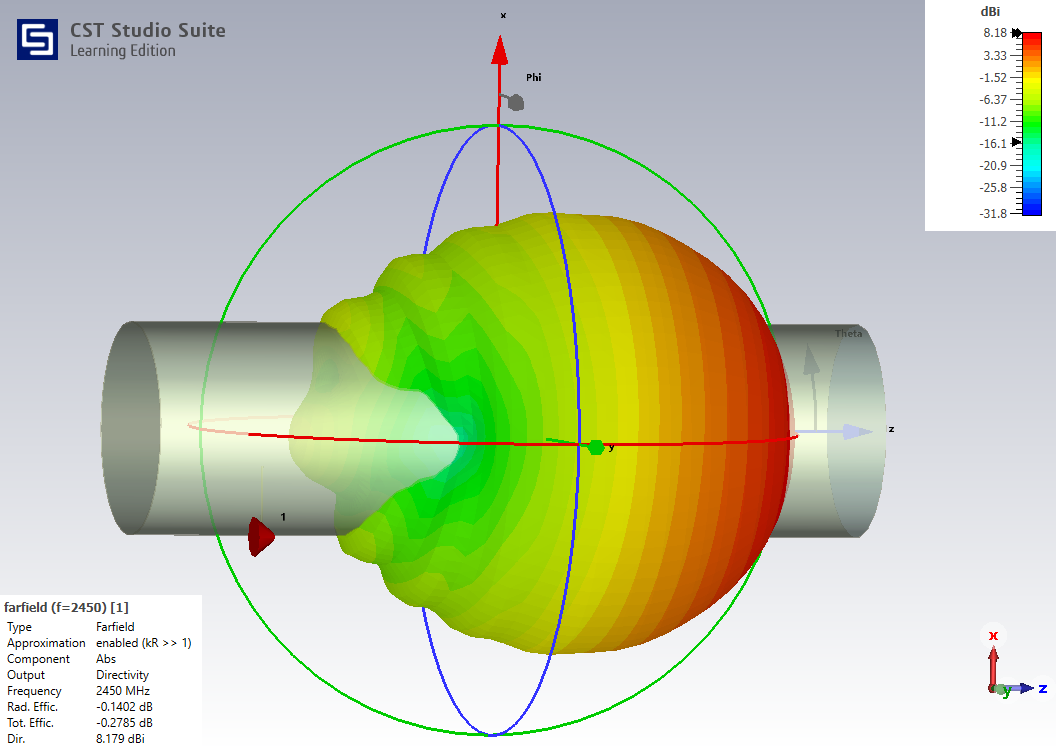 CST Studio Suite
Learning Edition
x
Phi
dBi
8.18
3.33
-1.52
-6.37
-11.2
-16.1
-20.9
-25.8
-31.8
Theta
z
y
1
farfield (f=2450) [1]
Type Farfield
Approximation enabled (kR >> 1)
Component Abs
Output Directivity
Frequency 2450 MHz
Rad. Effic. -0.1402 dB
Tot. Effic. -0.2785 dB
Dir. 8.179 dBi
x
y
z